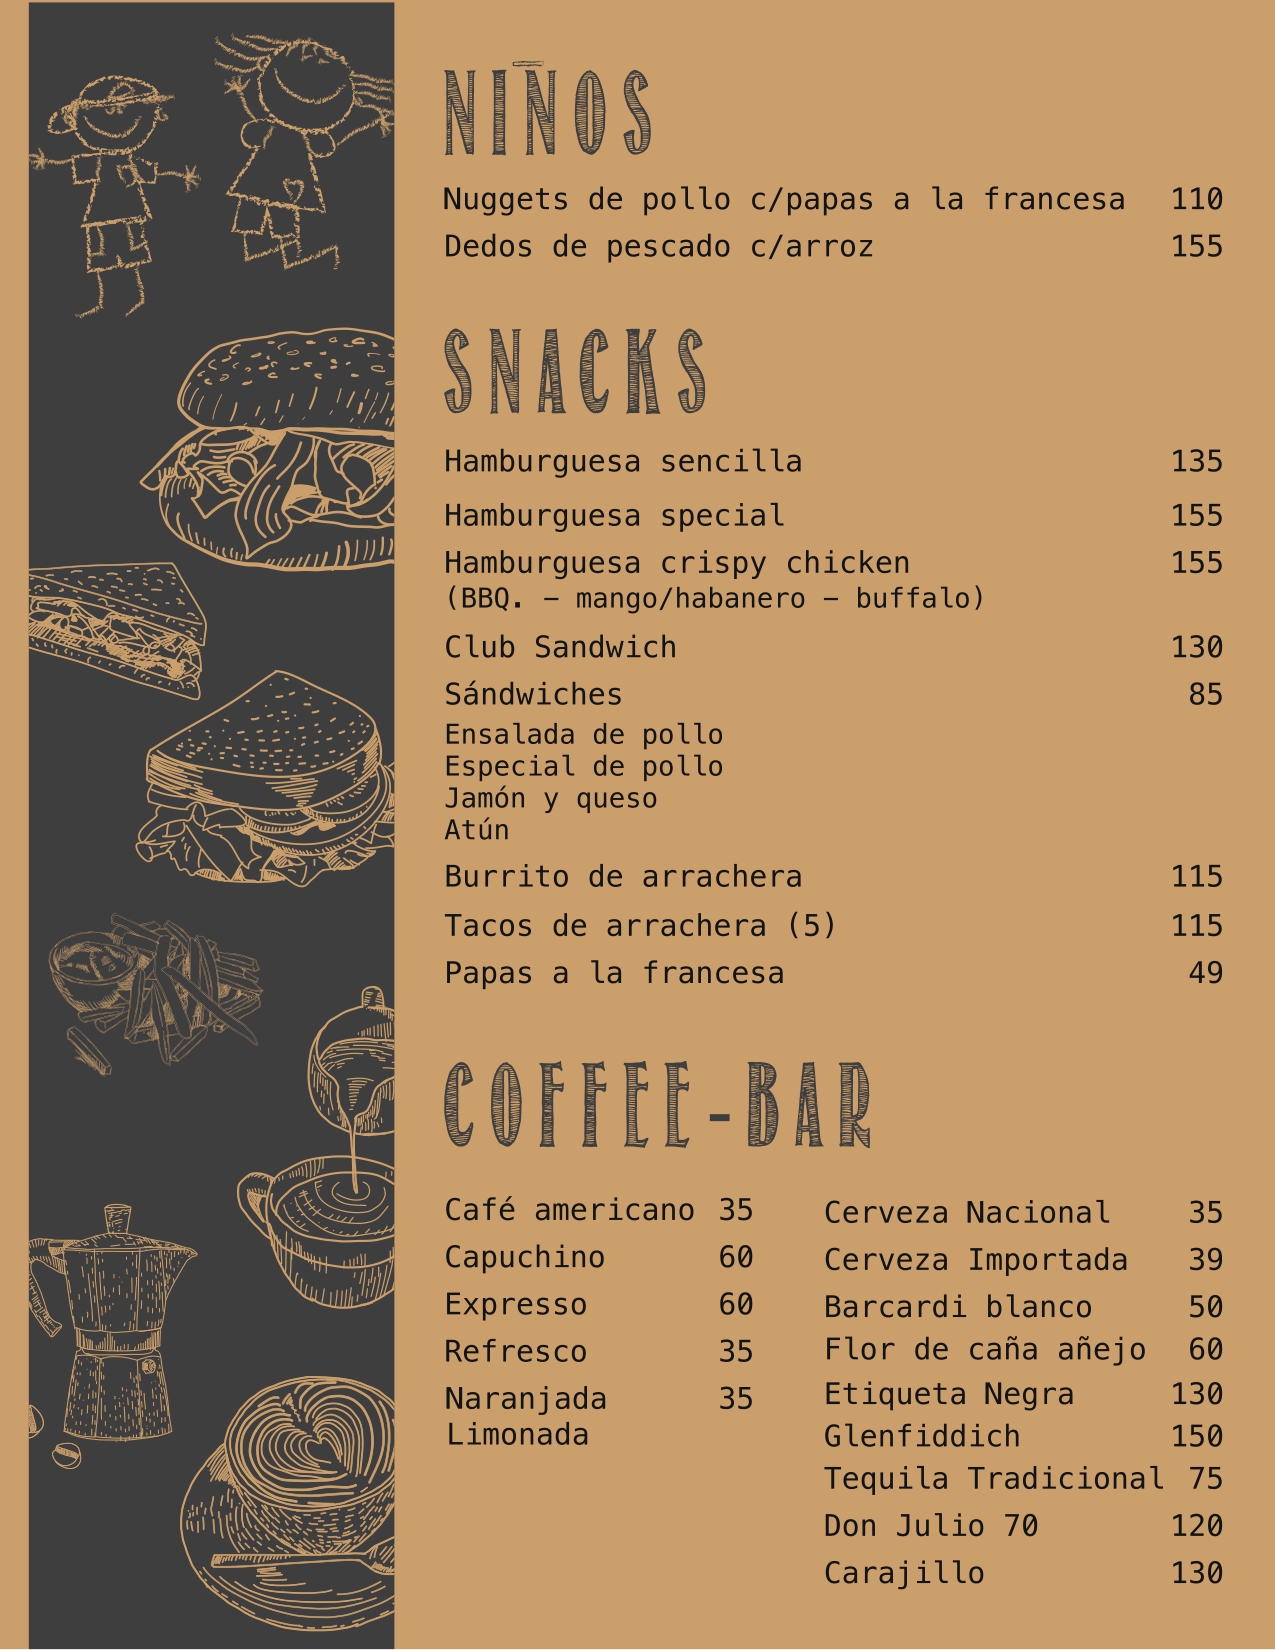 NIÑOS
Nuggets de pollo c/papas a la francesa 110
Dedos de pescado c/arroz 155
SNACKS
Hamburguesa sencilla 135
Hamburguesa special 155
Hamburguesa crispy chicken 155
(BBQ. – mango/habanero – buffalo)
Club Sandwich 130
Sándwiches 85
Ensalada de pollo
Especial de pollo
Jamón y queso
Atún
Burrito de arrachera 115
Tacos de arrachera (5) 115
Papas a la francesa 49
COFFEE-BAR
Café americano 35
Capuchino 60
Expresso 60
Refresco 35
Naranjada 35
Limonada
Cerveza Nacional 35
Cerveza Importada 39
Barcardi blanco 50
Flor de caña añejo 60
Etiqueta Negra 130
Glenfiddich 150
Tequila Tradicional 75
Don Julio 70 120
Carajillo 130